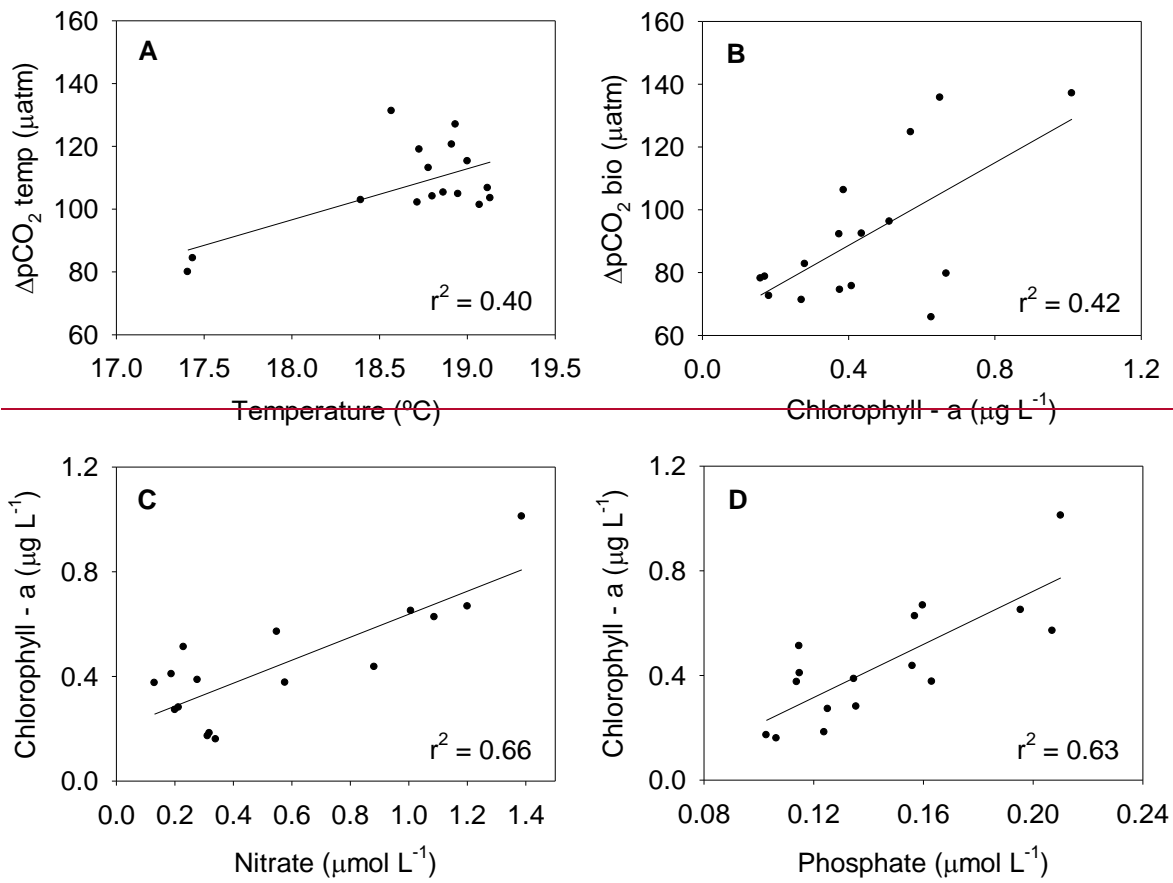 A
ΔpCO₂ temp (μatm)
160
140
120
100
80
60
r² = 0.40
17.0 17.5 18.0 18.5 19.0 19.5
Temperature (ºC)
B
ΔpCO₂ bio (μatm)
160
140
120
100
80
60
r² = 0.42
0.0 0.4 0.8 1.2
Chlorophyll - a (μg L⁻¹)
C
Chlorophyll - a (μg L⁻¹)
1.2
0.8
0.4
0.0
r² = 0.66
0.0 0.2 0.4 0.6 0.8 1.0 1.2 1.4
Nitrate (μmol L⁻¹)
D
Chlorophyll - a (μg L⁻¹)
1.2
0.8
0.4
0.0
r² = 0.63
0.08 0.12 0.16 0.20 0.24
Phosphate (μmol L⁻¹)